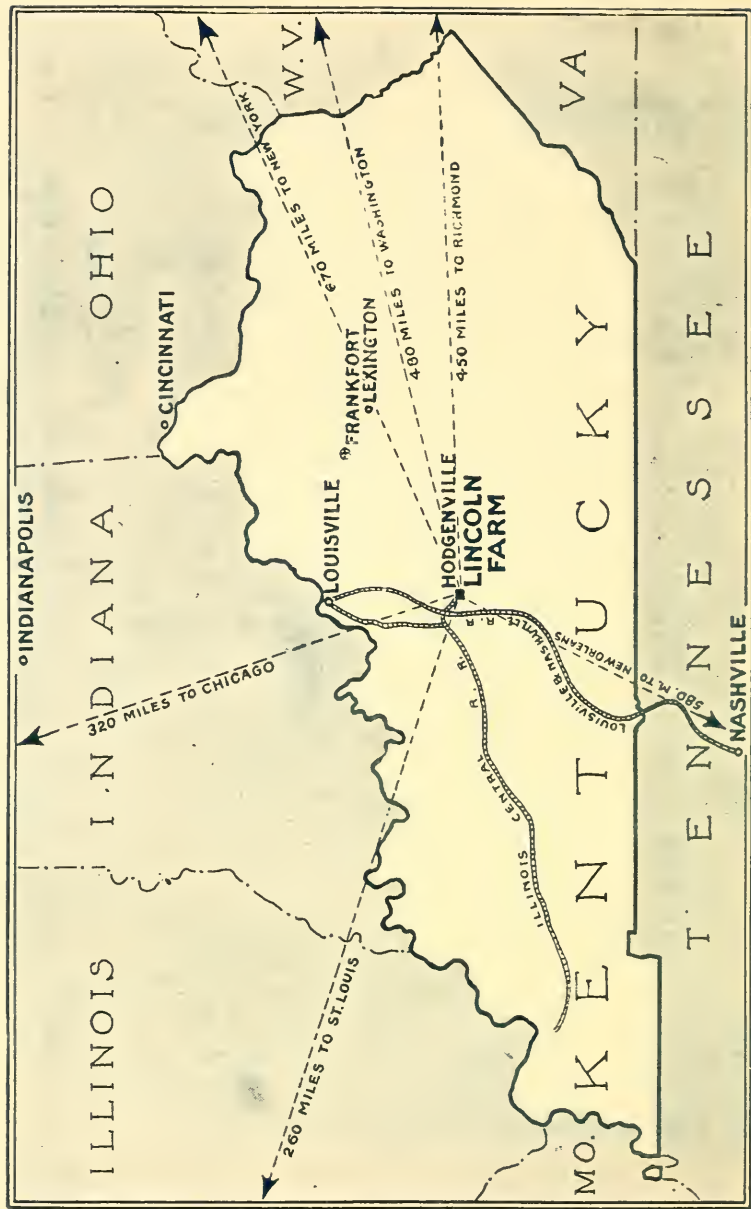 INDIANAPOLIS
ILLINOIS
INDIANA
OHIO
W. V.
VA
CINCINNATI
320 MILES TO CHICAGO
260 MILES TO ST. LOUIS
670 MILES TO NEW YORK
480 MILES TO WASHINGTON
450 MILES TO RICHMOND
LOUISVILLE
FRANKFORT
LEXINGTON
HODGENVILLE
LINCOLN
FARM
ILLINOIS CENTRAL R. R.
LOUISVILLE & NASHVILLE R. R.
580 M. TO NEW ORLEANS
MO.
KENTUCKY
TENNESSEE
NASHVILLE